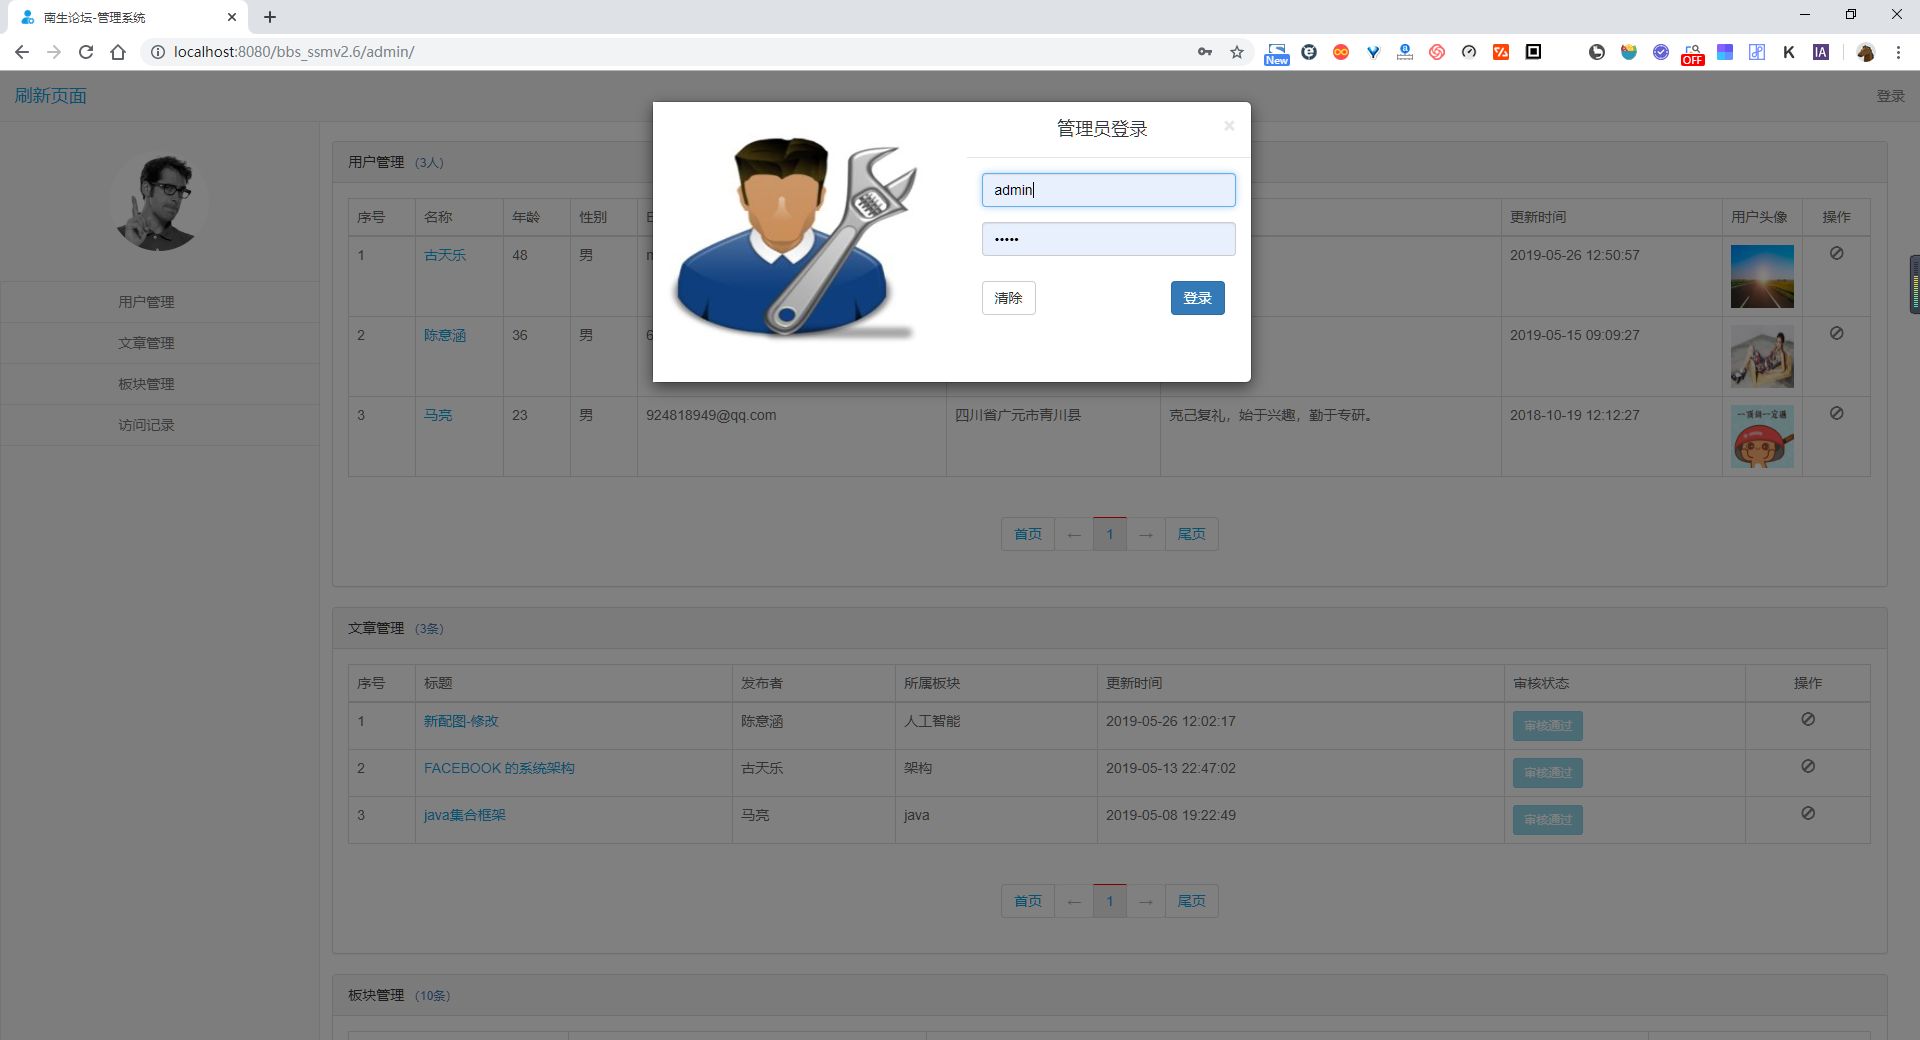 南生论坛-管理系统
localhost:8080/bbs_ssmv2.6/admin/
New
OFF
K
IA
刷新页面
登录
管理员登录
×
admin
•••••
清除
登录
用户管理
文章管理
板块管理
访问记录
用户管理 (3人)
序号 名称 年龄 性别 更新时间 用户头像 操作
1 古天乐 48 男 2019-05-26 12:50:57
2 陈意涵 36 男 6 2019-05-15 09:09:27
3 马亮 23 男 924818949@qq.com 四川省广元市青川县 克己复礼，始于兴趣，勤于专研。 2018-10-19 12:12:27
一顶锅一定通
首页 ← 1 → 尾页
文章管理 (3条)
序号 标题 发布者 所属板块 更新时间 审核状态 操作
1 新配图-修改 陈意涵 人工智能 2019-05-26 12:02:17 审核通过
2 FACEBOOK 的系统架构 古天乐 架构 2019-05-13 22:47:02 审核通过
3 java集合框架 马亮 java 2019-05-08 19:22:49 审核通过
首页 ← 1 → 尾页
板块管理 (10条)